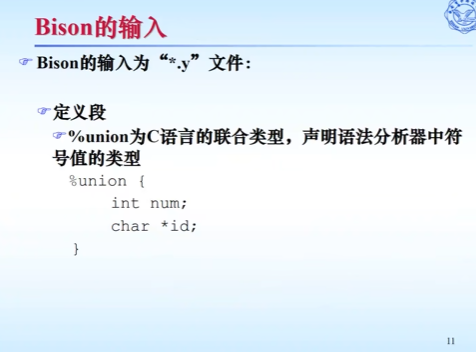 Bison的输入
Bison的输入为“*.y”文件：
定义段
%union为C语言的联合类型，声明语法分析器中符
号值的类型
%union {
int num;
char *id;
}
11